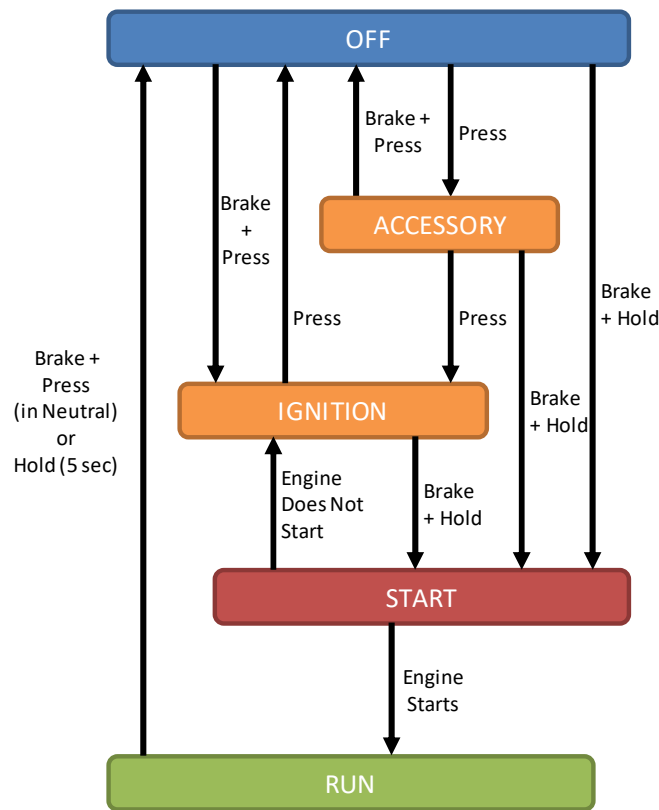 OFF
Brake +
Press
Press
Brake
+
Press
ACCESSORY
Brake
+ Hold
Press
Press
Brake +
Press
(in Neutral)
or
Hold (5 sec)
IGNITION
Brake
+ Hold
Engine
Does Not
Start
Brake
+ Hold
START
Engine
Starts
RUN